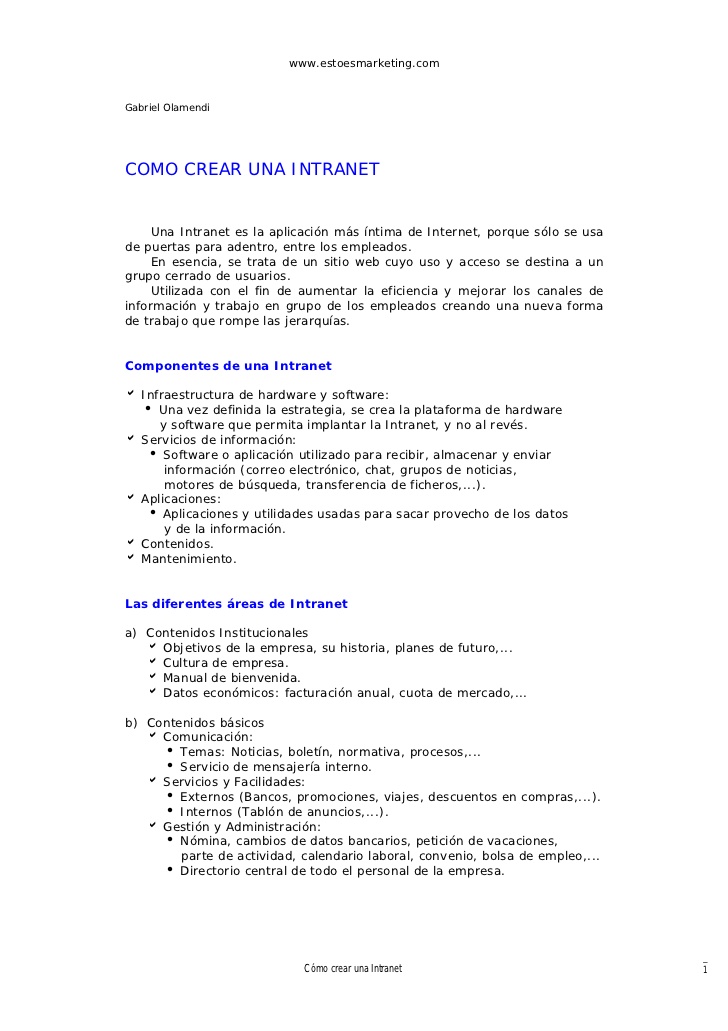 www.estoesmarketing.com
Gabriel Olamendi
COMO CREAR UNA INTRANET
Una Intranet es la aplicación más íntima de Internet, porque sólo se usa
de puertas para adentro, entre los empleados.
En esencia, se trata de un sitio web cuyo uso y acceso se destina a un
grupo cerrado de usuarios.
Utilizada con el fin de aumentar la eficiencia y mejorar los canales de
información y trabajo en grupo de los empleados creando una nueva forma
de trabajo que rompe las jerarquías.
Componentes de una Intranet
✓ Infraestructura de hardware y software:
• Una vez definida la estrategia, se crea la plataforma de hardware
y software que permita implantar la Intranet, y no al revés.
✓ Servicios de información:
• Software o aplicación utilizado para recibir, almacenar y enviar
información (correo electrónico, chat, grupos de noticias,
motores de búsqueda, transferencia de ficheros,...).
✓ Aplicaciones:
• Aplicaciones y utilidades usadas para sacar provecho de los datos
y de la información.
✓ Contenidos.
✓ Mantenimiento.
Las diferentes áreas de Intranet
a) Contenidos Institucionales
✓ Objetivos de la empresa, su historia, planes de futuro,...
✓ Cultura de empresa.
✓ Manual de bienvenida.
✓ Datos económicos: facturación anual, cuota de mercado,...
b) Contenidos básicos
✓ Comunicación:
• Temas: Noticias, boletín, normativa, procesos,...
• Servicio de mensajería interno.
✓ Servicios y Facilidades:
• Externos (Bancos, promociones, viajes, descuentos en compras,...).
• Internos (Tablón de anuncios,...).
✓ Gestión y Administración:
• Nómina, cambios de datos bancarios, petición de vacaciones,
parte de actividad, calendario laboral, convenio, bolsa de empleo,...
• Directorio central de todo el personal de la empresa.
Cómo crear una Intranet
1